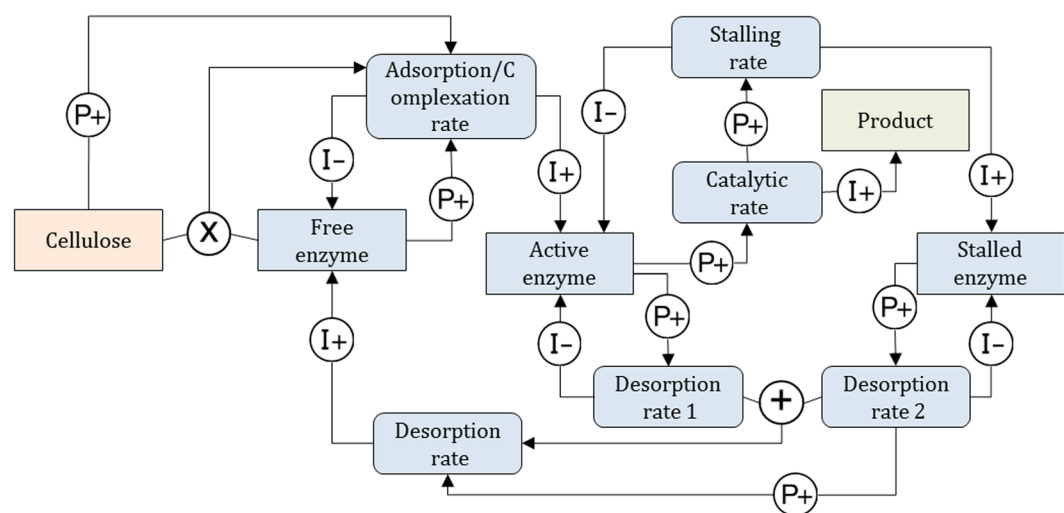 Stalling
rate
Adsorption/C
omplexation
rate
P+
I-
Product
P+
I-
I+
P+
Catalytic
rate
I+
I+
Cellulose
X
Free
enzyme
Active
enzyme
P+
Stalled
enzyme
P+
P+
I+
I-
I-
Desorption
rate 1
+
Desorption
rate 2
Desorption
rate
P+